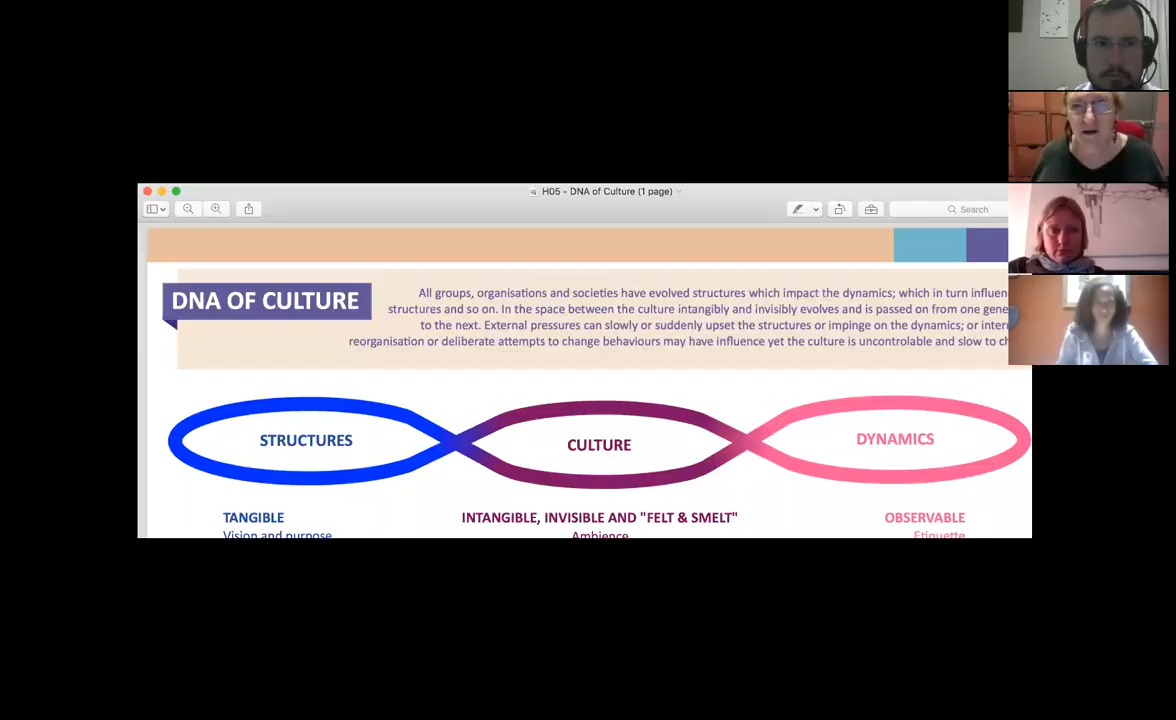 H05 - DNA of Culture (1 page)
Search
DNA OF CULTURE
All groups, organisations and societies have evolved structures which impact the dynamics; which in turn influen
structures and so on. In the space between the culture intangibly and invisibly evolves and is passed on from one gene
to the next. External pressures can slowly or suddenly upset the structures or impinge on the dynamics; or inter
reorganisation or deliberate attempts to change behaviours may have influence yet the culture is uncontrolable and slow to ch
STRUCTURES
CULTURE
DYNAMICS
TANGIBLE
INTANGIBLE, INVISIBLE AND "FELT & SMELT"
OBSERVABLE
Vision and purpose
Ambience
Etiquette